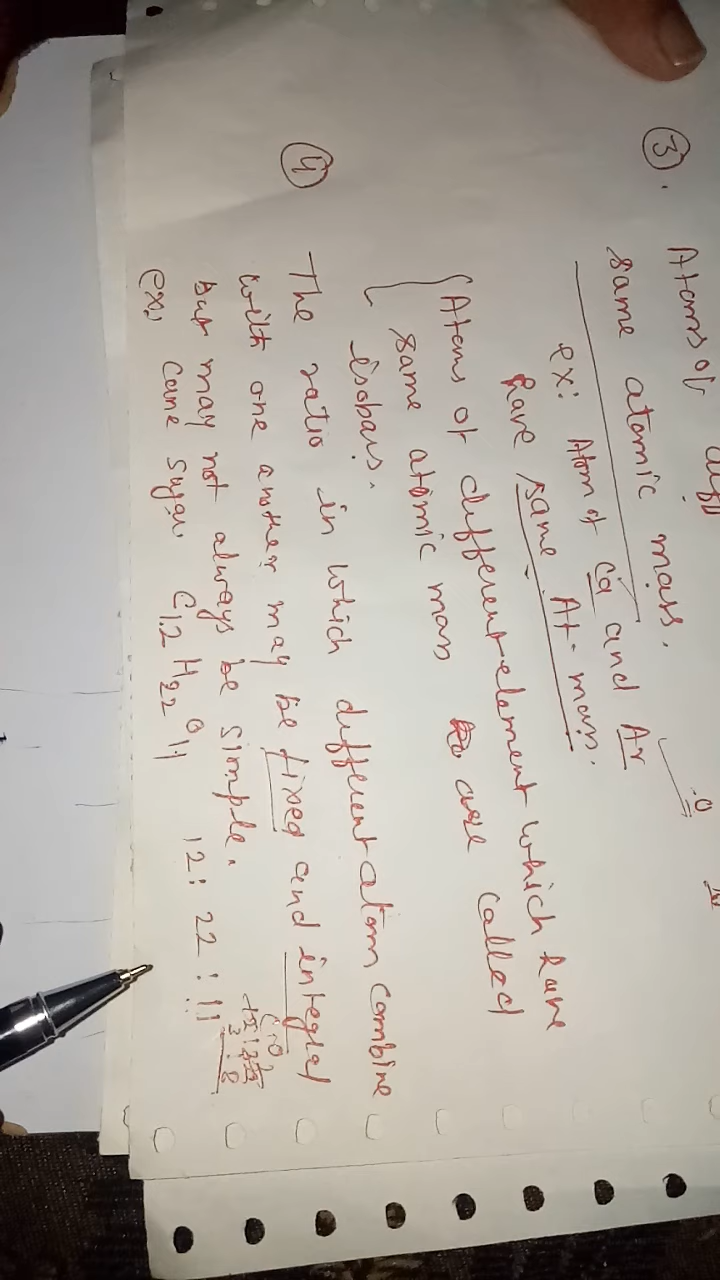 Atoms of diff
③. same atomic mass.
ex: Atom of Ca and Ar
have same At. mass.
Atoms of different element which have
same atomic mass are called
isobars.
④ The ratio in which different atom combine
with one another may be fixed and integral
but may not always be simple.
ex: Cane sugar C12 H22 O11 12: 22: 11